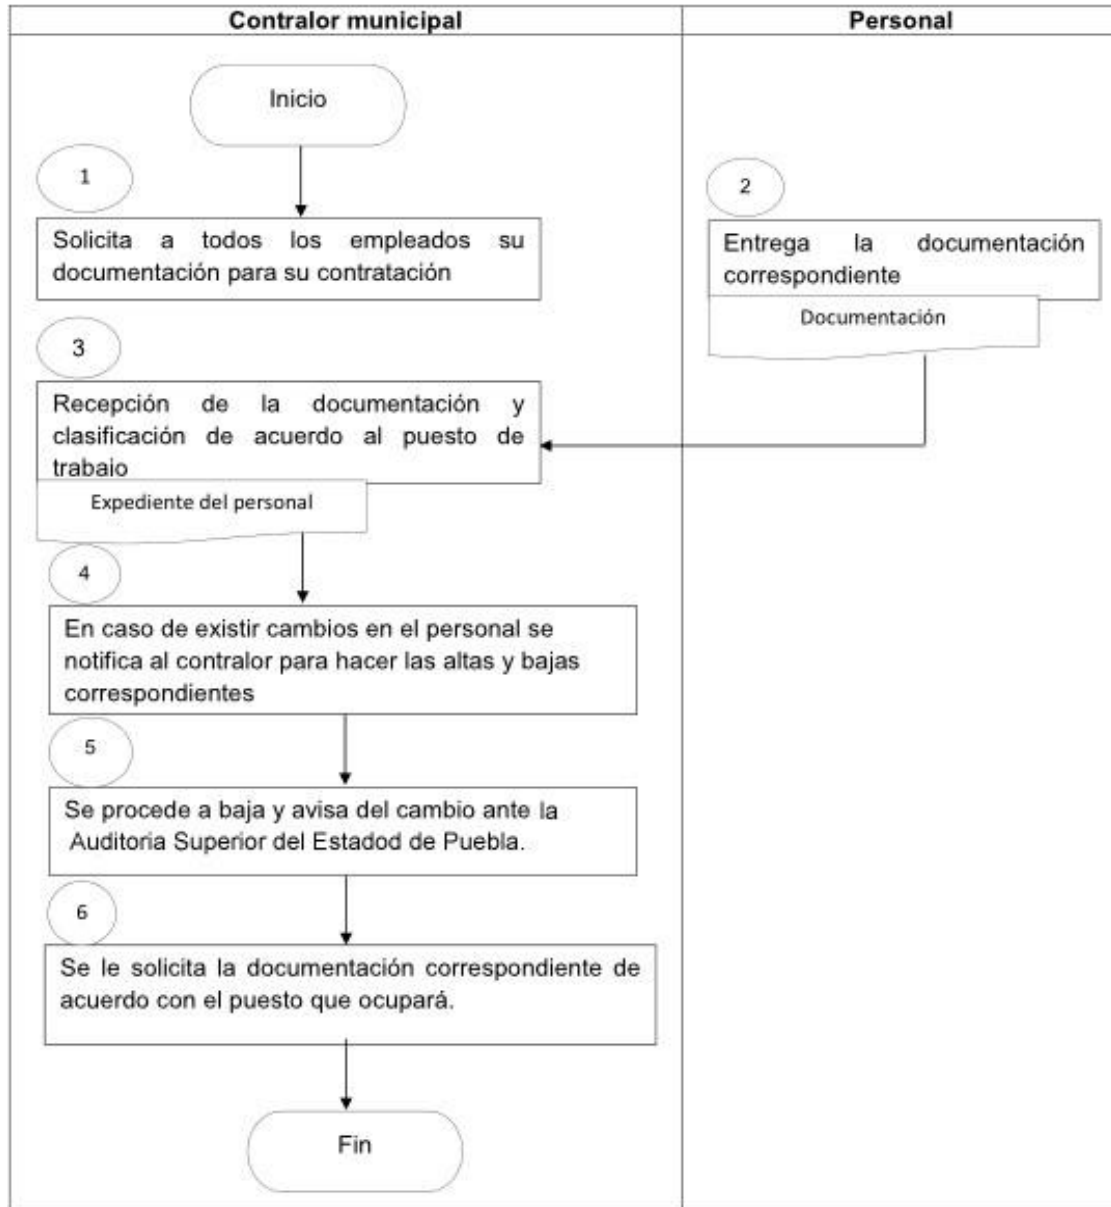 Contralor municipal
Personal
Inicio
1
Solicita a todos los empleados su
documentación para su contratación
2
Entrega la documentación
correspondiente
Documentación
3
Recepción de la documentación y
clasificación de acuerdo al puesto de
trabaio
Expediente del personal
4
En caso de existir cambios en el personal se
notifica al contralor para hacer las altas y bajas
correspondientes
5
Se procede a baja y avisa del cambio ante la
Auditoria Superior del Estadod de Puebla.
6
Se le solicita la documentación correspondiente de
acuerdo con el puesto que ocupará.
Fin